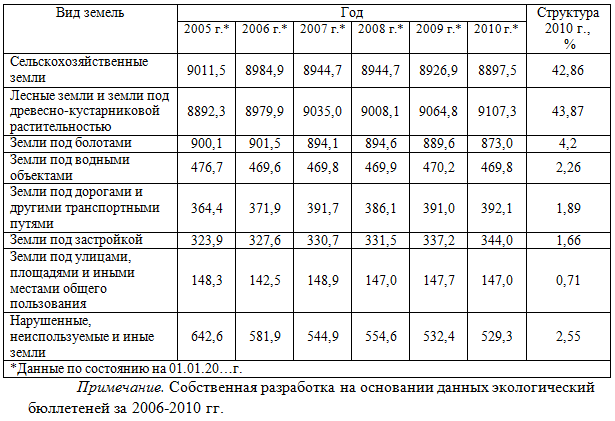 Вид земель Год Структура 2010 г., %
2005 г.* 2006 г.* 2007 г.* 2008 г.* 2009 г.* 2010 г.*
Сельскохозяйственные
земли 9011,5 8984,9 8944,7 8944,7 8926,9 8897,5 42,86
Лесные земли и земли под
древесно-кустарниковой
растительностью 8892,3 8979,9 9035,0 9008,1 9064,8 9107,3 43,87
Земли под болотами 900,1 901,5 894,1 894,6 889,6 873,0 4,2
Земли под водными
объектами 476,7 469,6 469,8 469,9 470,2 469,8 2,26
Земли под дорогами и
другими транспортными
путями 364,4 371,9 391,7 386,1 391,0 392,1 1,89
Земли под застройкой 323,9 327,6 330,7 331,5 337,2 344,0 1,66
Земли под улицами,
площадями и иными
местами общего
пользования 148,3 142,5 148,9 147,0 147,7 147,0 0,71
Нарушенные,
неиспользуемые и иные
земли 642,6 581,9 544,9 554,6 532,4 529,3 2,55
*Данные по состоянию на 01.01.20…г.
Примечание. Собственная разработка на основании данных экологический
бюллетеней за 2006-2010 гг.